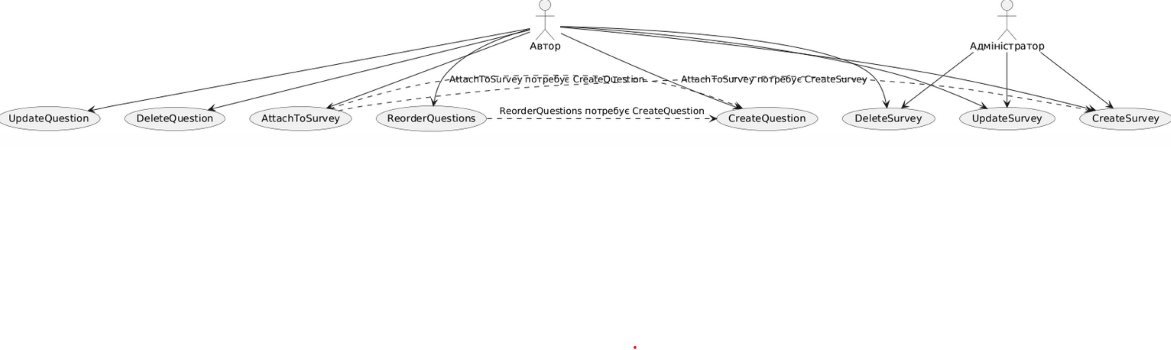 Автор
Адміністратор
AttachToSurvey потребує CreateQuestion
AttachToSurvey потребує CreateSurvey
ReorderQuestions потребує CreateQuestion
UpdateQuestion
DeleteQuestion
AttachToSurvey
ReorderQuestions
CreateQuestion
DeleteSurvey
UpdateSurvey
CreateSurvey